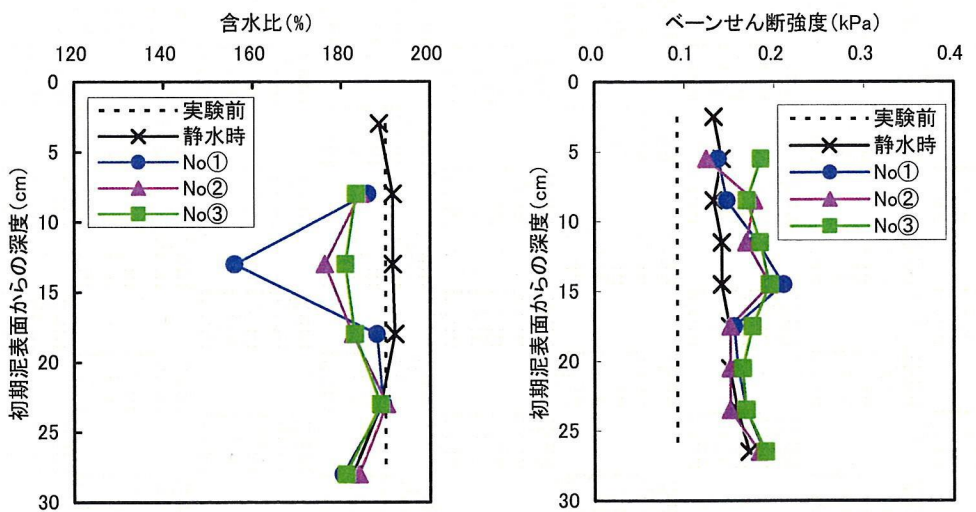 含水比(%)
120 140 160 180 200
0
5
10
15
20
25
30
初期泥表面からの深度(cm)
実験前
静水時
No①
No②
No③
ベーンせん断強度(kPa)
0.0 0.1 0.2 0.3 0.4
0
5
10
15
20
25
30
初期泥表面からの深度(cm)
実験前
静水時
No①
No②
No③